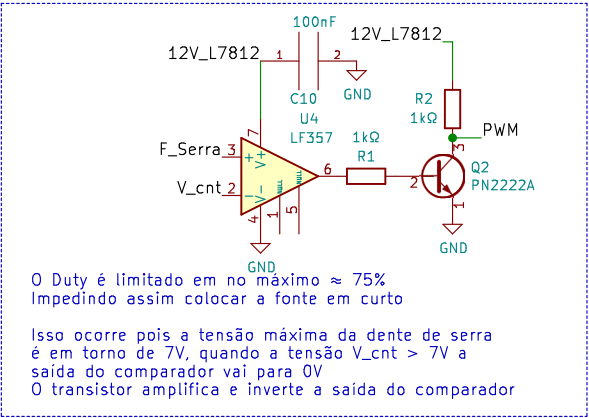 100nF
12V_L7812
12V_L7812
1
2
C10
GND
R2
1kΩ
U4
LF357
1kΩ
R1
PWM
7
3
F_Serra
3
+
V+
TRIM
6
Q2
PN2222A
2
V_cnt
2
-
V-
TRIM
4
1
5
1
GND
GND
O Duty é limitado em no máximo ≈ 75%
Impedindo assim colocar a fonte em curto
Isso ocorre pois a tensão máxima da dente de serra
é em torno de 7V, quando a tensão V_cnt > 7V a
saída do comparador vai para 0V
O transistor amplifica e inverte a saída do comparador